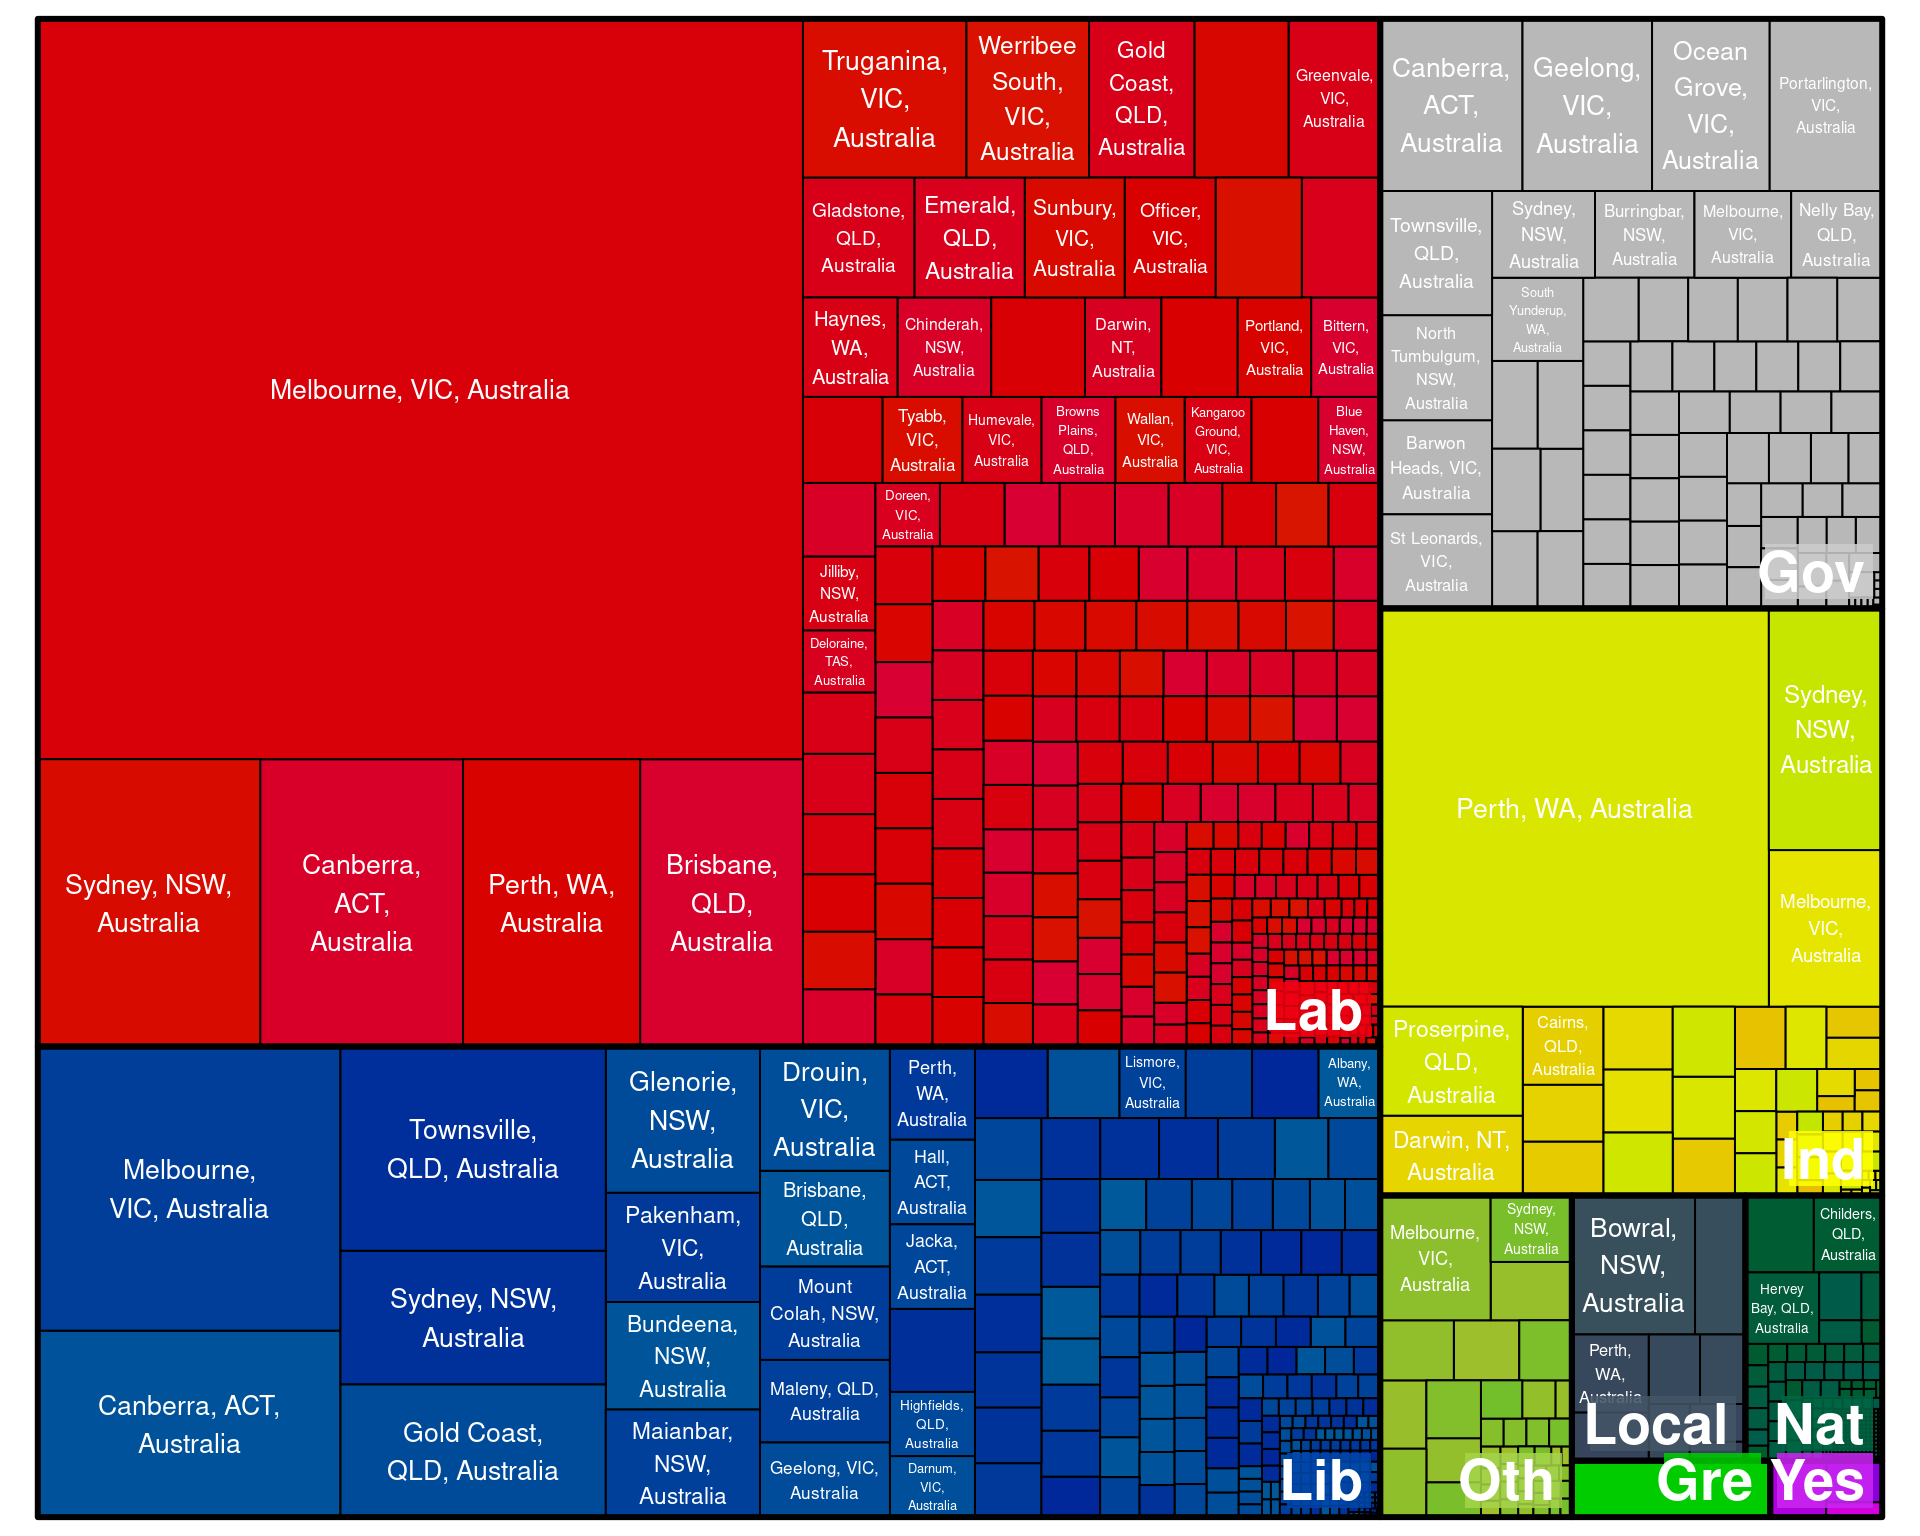 Melbourne, VIC, Australia
Sydney, NSW,
Australia
Canberra,
ACT,
Australia
Perth, WA,
Australia
Brisbane,
QLD,
Australia
Truganina,
VIC,
Australia
Werribee
South,
VIC,
Australia
Gold
Coast,
QLD,
Australia
Greenvale,
VIC,
Australia
Gladstone,
QLD,
Australia
Emerald,
QLD,
Australia
Sunbury,
VIC,
Australia
Officer,
VIC,
Australia
Haynes,
WA,
Australia
Chinderah,
NSW,
Australia
Darwin,
NT,
Australia
Portland,
VIC,
Australia
Bittern,
VIC,
Australia
Tyabb,
VIC,
Australia
Humevale,
VIC,
Australia
Browns
Plains,
QLD,
Australia
Wallan,
VIC,
Australia
Kangaroo
Ground,
VIC,
Australia
Blue
Haven,
NSW,
Australia
Doreen,
VIC,
Australia
Jilliby,
NSW,
Australia
Deloraine,
TAS,
Australia
Lab
Melbourne,
VIC, Australia
Canberra, ACT,
Australia
Townsville,
QLD, Australia
Sydney, NSW,
Australia
Gold Coast,
QLD, Australia
Glenorie,
NSW,
Australia
Pakenham,
VIC,
Australia
Bundeena,
NSW,
Australia
Maianbar,
NSW,
Australia
Drouin,
VIC,
Australia
Brisbane,
QLD,
Australia
Mount
Colah, NSW,
Australia
Maleny, QLD,
Australia
Geelong, VIC,
Australia
Perth,
WA,
Australia
Hall,
ACT,
Australia
Jacka,
ACT,
Australia
Highfields,
QLD,
Australia
Darnum,
VIC,
Australia
Lismore,
VIC,
Australia
Albany,
WA,
Australia
Lib
Canberra,
ACT,
Australia
Geelong,
VIC,
Australia
Ocean
Grove,
VIC,
Australia
Portarlington,
VIC,
Australia
Townsville,
QLD,
Australia
North
Tumbulgum,
NSW,
Australia
Barwon
Heads, VIC,
Australia
St Leonards,
VIC,
Australia
Sydney,
NSW,
Australia
Burringbar,
NSW,
Australia
Melbourne,
VIC,
Australia
Nelly Bay,
QLD,
Australia
South
Yunderup,
WA,
Australia
Gov
Perth, WA, Australia
Sydney,
NSW,
Australia
Melbourne,
VIC,
Australia
Proserpine,
QLD,
Australia
Darwin, NT,
Australia
Cairns,
QLD,
Australia
Ind
Melbourne,
VIC,
Australia
Sydney,
NSW,
Australia
Oth
Bowral,
NSW,
Australia
Perth,
WA,
Australia
Local
Childers,
QLD,
Australia
Hervey
Bay, QLD,
Australia
Nat
Gre
Yes